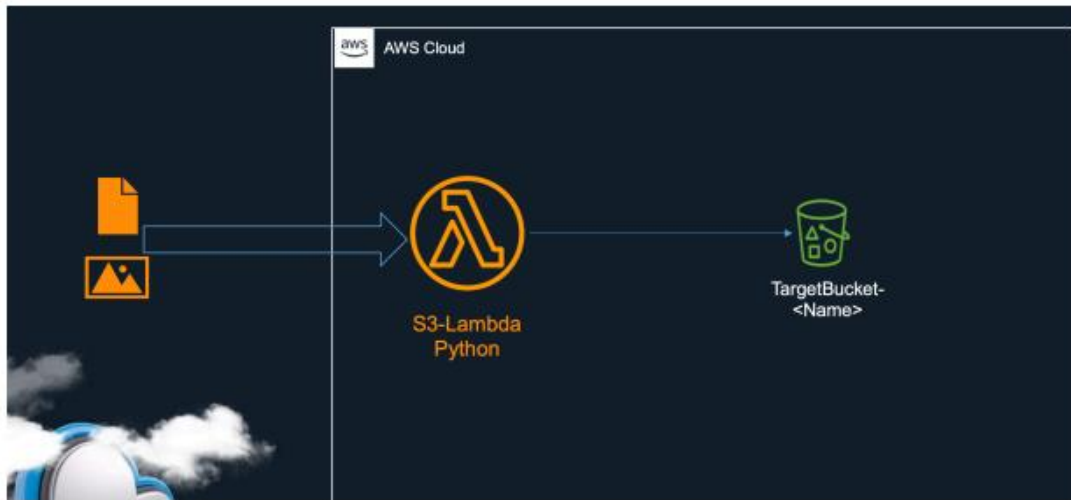 aws
AWS Cloud
S3-Lambda
Python
TargetBucket-
<Name>